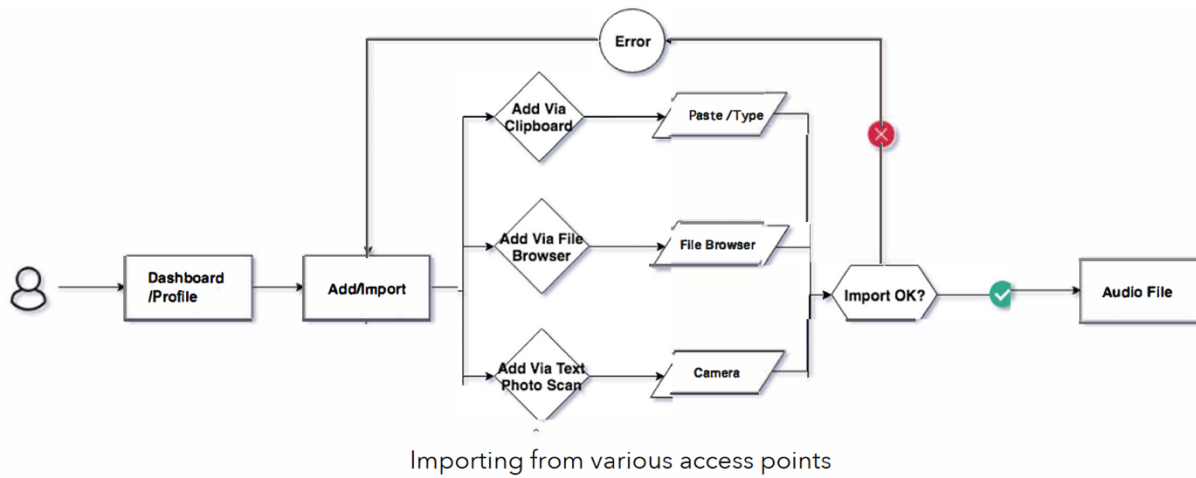 Error
Add Via
Clipboard
Paste /Type
Add Via File
Browser
File Browser
Dashboard
/Profile
Add/Import
Import OK?
Audio File
Add Via Text
Photo Scan
Camera
Importing from various access points